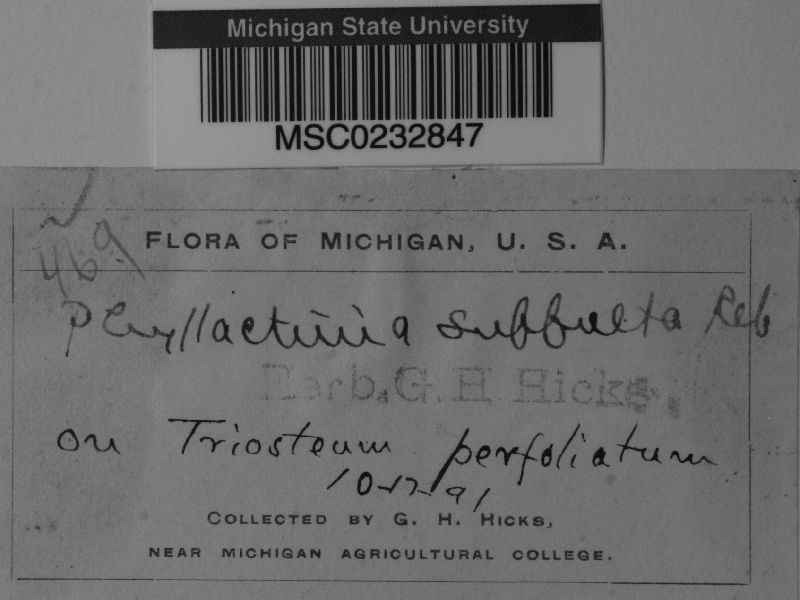 Michigan State University
MSC0232847
469
FLORA OF MICHIGAN, U. S. A.
Phyllactinia suffulta Reb
Herb. G. H Hicks.
on Triosteum perfoliatum
10-17-91
COLLECTED BY G. H. HICKS,
NEAR MICHIGAN AGRICULTURAL COLLEGE.